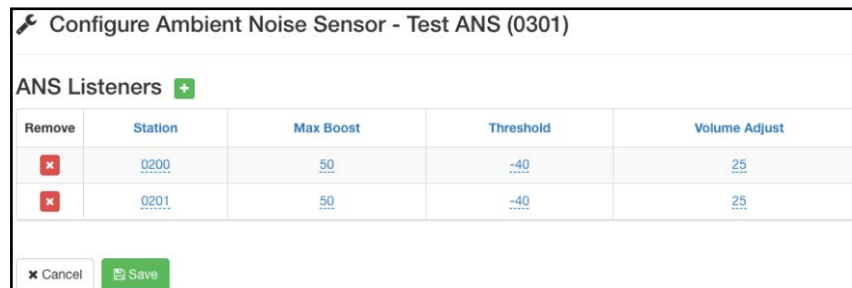 Configure Ambient Noise Sensor - Test ANS (0301)
ANS Listeners
Remove Station Max Boost Threshold Volume Adjust
0200 50 -40 25
0201 50 -40 25
Cancel Save